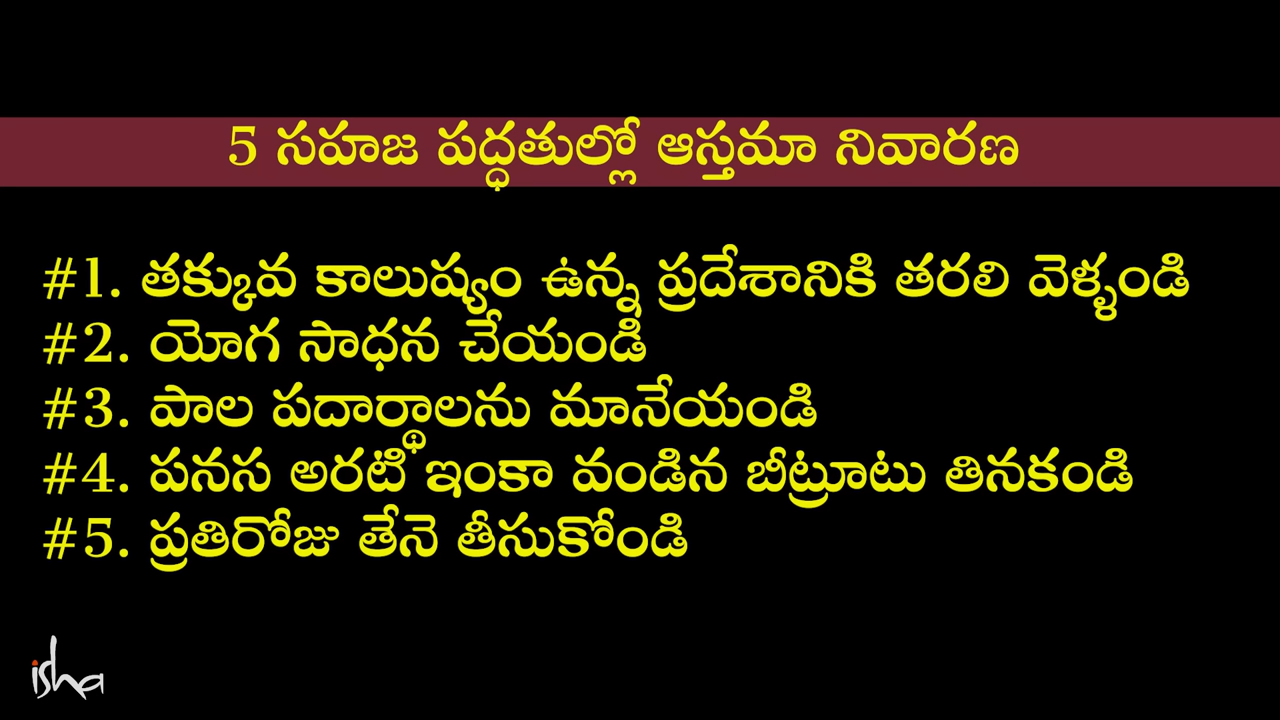 5 సహజ పద్ధతుల్లో ఆస్తమా నివారణ
#1. తక్కువ కాలుష్యం ఉన్న ప్రదేశానికి తరలి వెళ్ళండి
#2. యోగ సాధన చేయండి
#3. పాల పదార్థాలను మానేయండి
#4. పనస అరటి ఇంకా వండిన బీట్రూటు తినకండి
#5. ప్రతిరోజు తేనె తీసుకోండి
isha